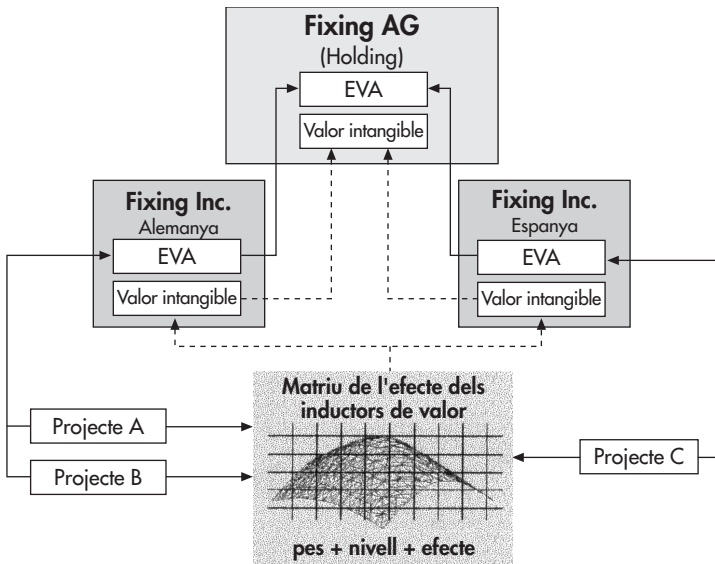 Fixing AG
(Holding)
EVA
Valor intangible
Fixing Inc.
Alemanya
EVA
Valor intangible
Fixing Inc.
Espanya
EVA
Valor intangible
Matriu de l'efecte dels
inductors de valor
Projecte A
Projecte B
Projecte C
pes + nivell + efecte